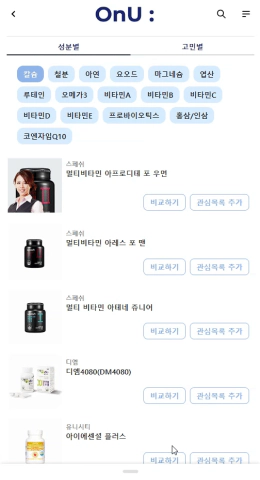 OnU :
성분별 고민별
칼슘 철분 아연 요오드 마그네슘 엽산
루테인 오메가3 비타민A 비타민B 비타민C
비타민D 비타민E 프로바이오틱스 홍삼/인삼
코엔자임Q10
스페쉬
멀티비타민 아프로디테 포 우먼
비교하기 관심목록 추가
스페쉬
멀티비타민 아레스 포 맨
비교하기 관심목록 추가
스페쉬
멀티 비타민 아테네 쥬니어
비교하기 관심목록 추가
디엠
디엠4080(DM4080)
비교하기 관심목록 추가
유니시티
아이에센셜 플러스
비교하기 관심목록 추가